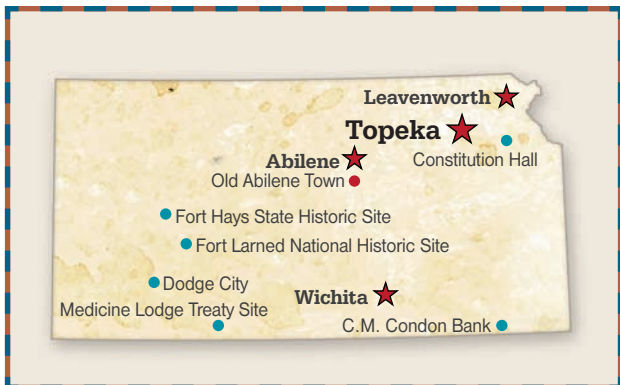 Leavenworth
Topeka
Constitution Hall
Abilene
Old Abilene Town
Fort Hays State Historic Site
Fort Larned National Historic Site
Dodge City
Wichita
Medicine Lodge Treaty Site
C.M. Condon Bank